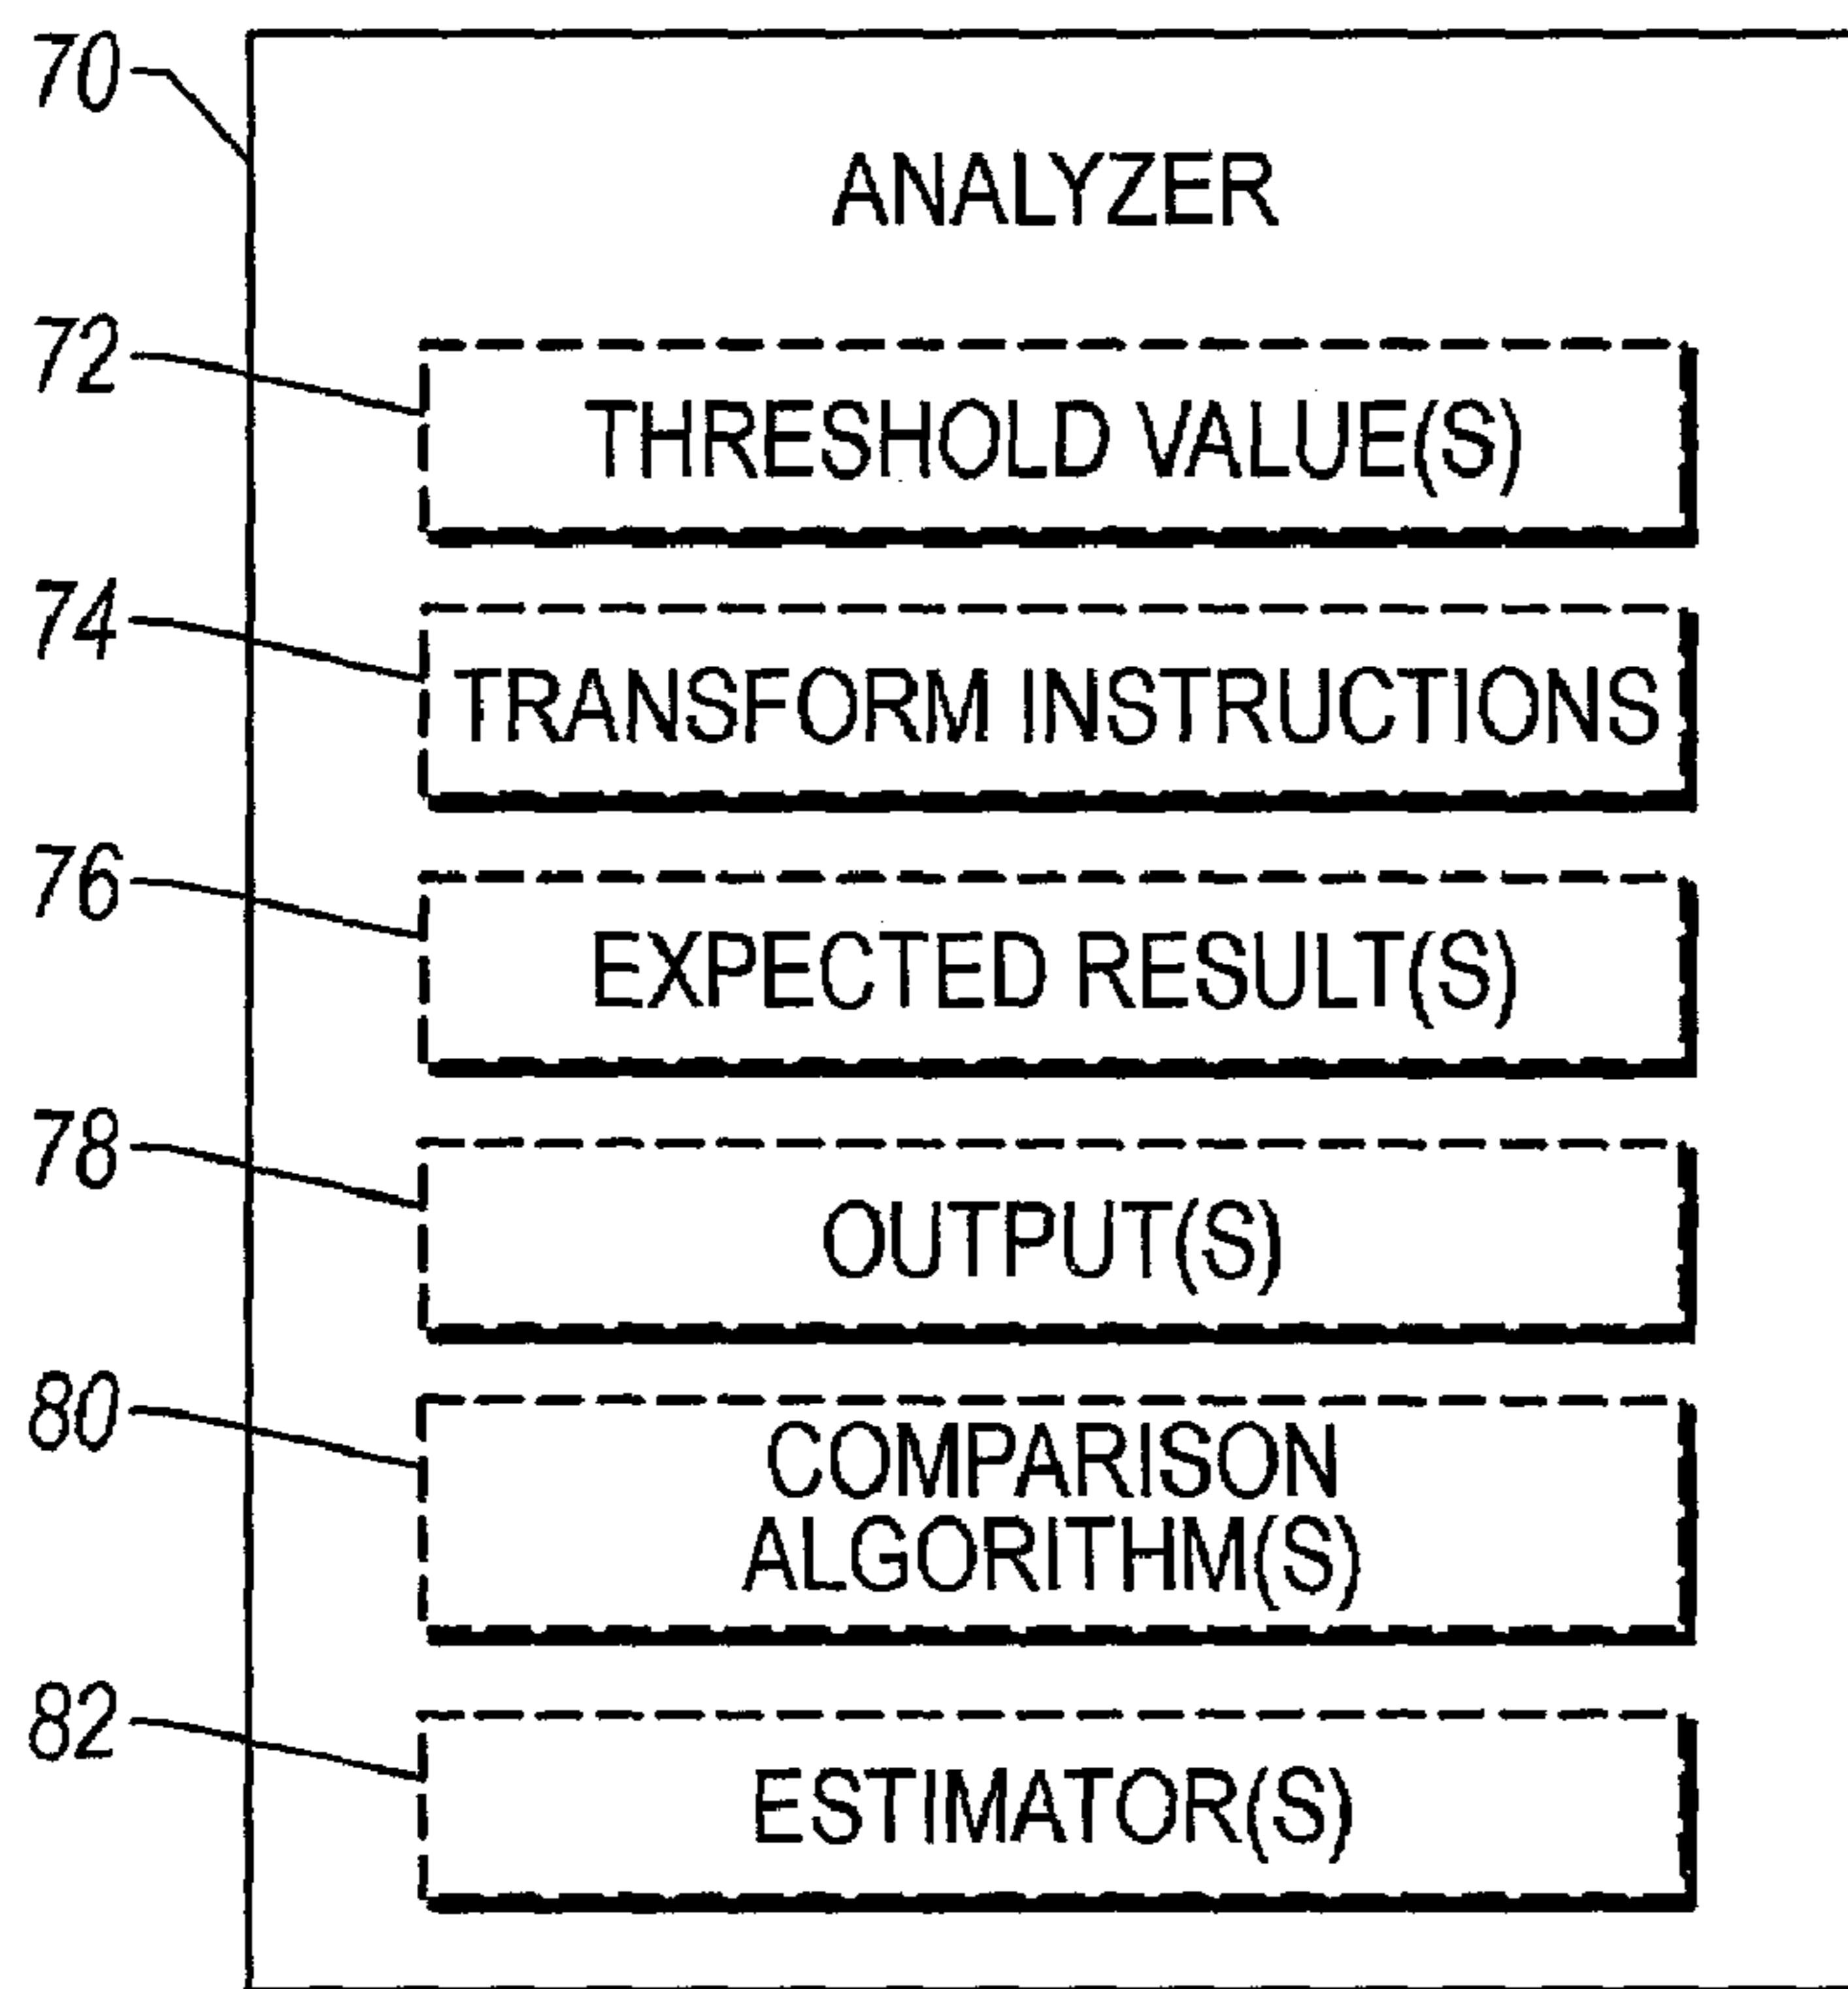 70
ANALYZER
72
THRESHOLD VALUE(S)
74
TRANSFORM INSTRUCTIONS
76
EXPECTED RESULT(S)
78
OUTPUT(S)
80
COMPARISON
ALGORITHM(S)
82
ESTIMATOR(S)